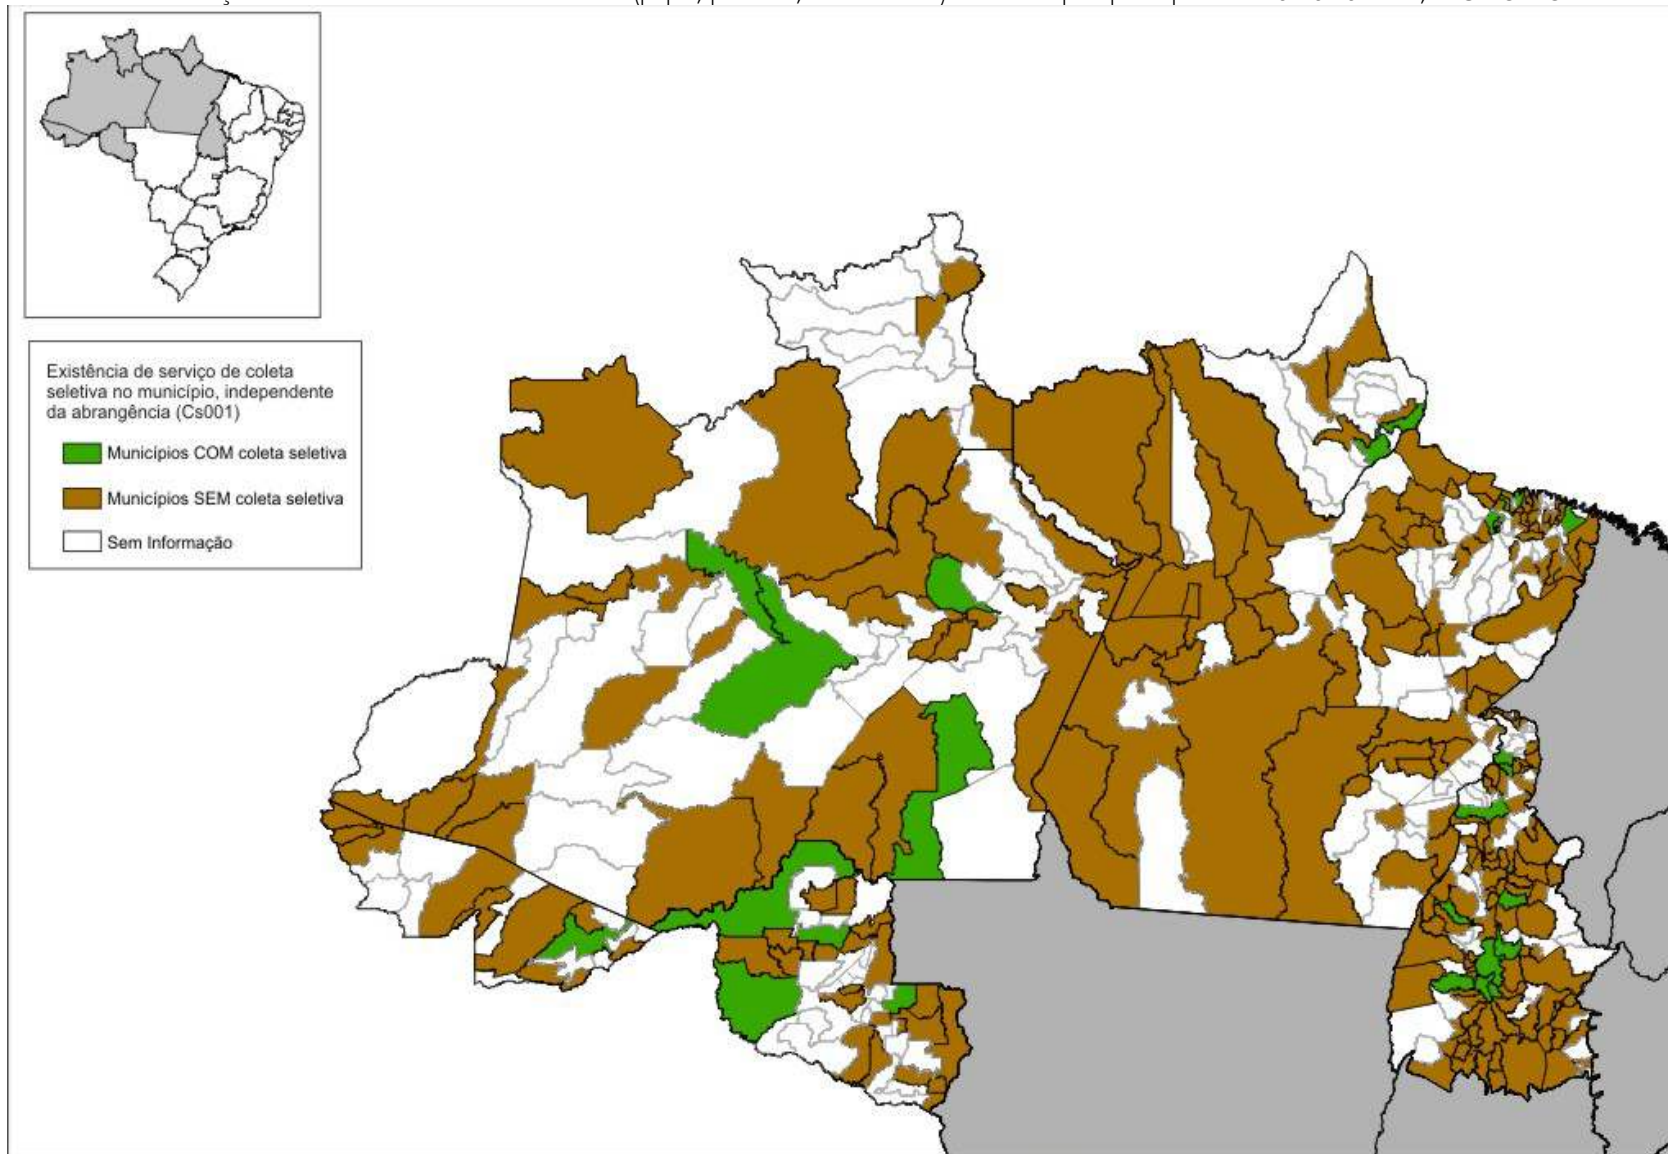 Existência de serviço de coleta
seletiva no município, independente
da abrangência (Cs001)
Municípios COM coleta seletiva
Municípios SEM coleta seletiva
Sem Informação